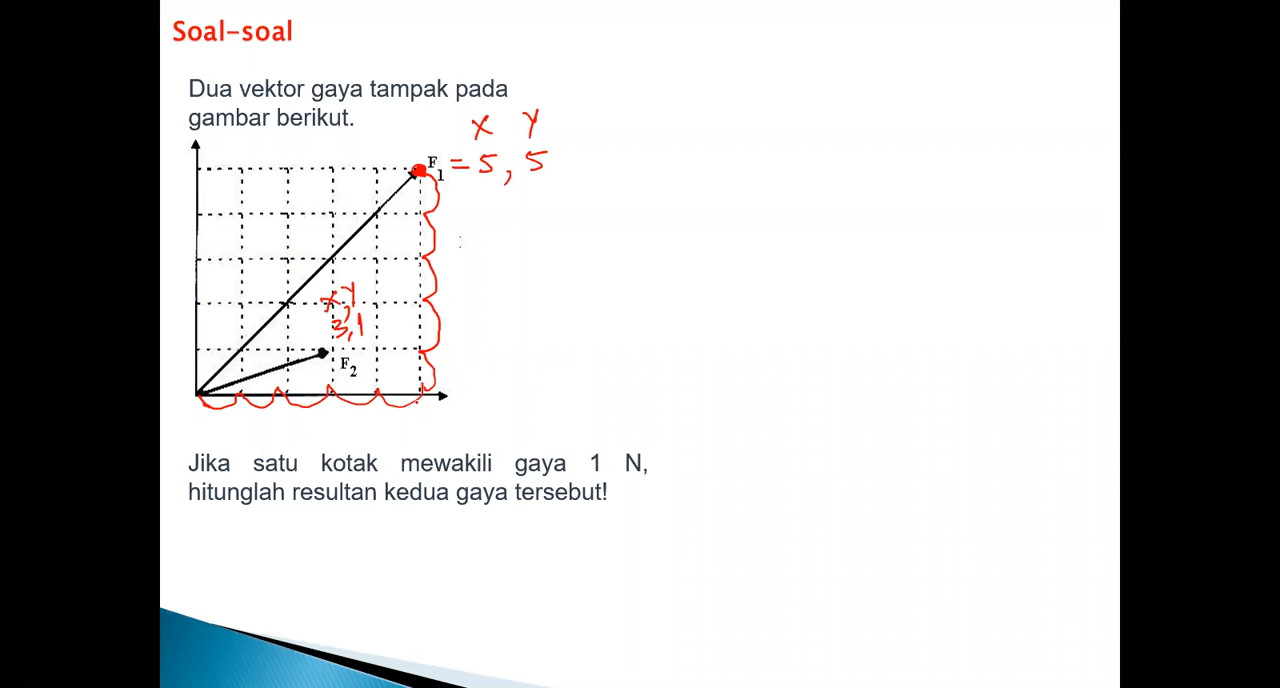 Soal-soal
Dua vektor gaya tampak pada
gambar berikut.
X Y
F1 = 5, 5
X, Y
3, 1
F2
Jika satu kotak mewakili gaya 1 N,
hitunglah resultan kedua gaya tersebut!